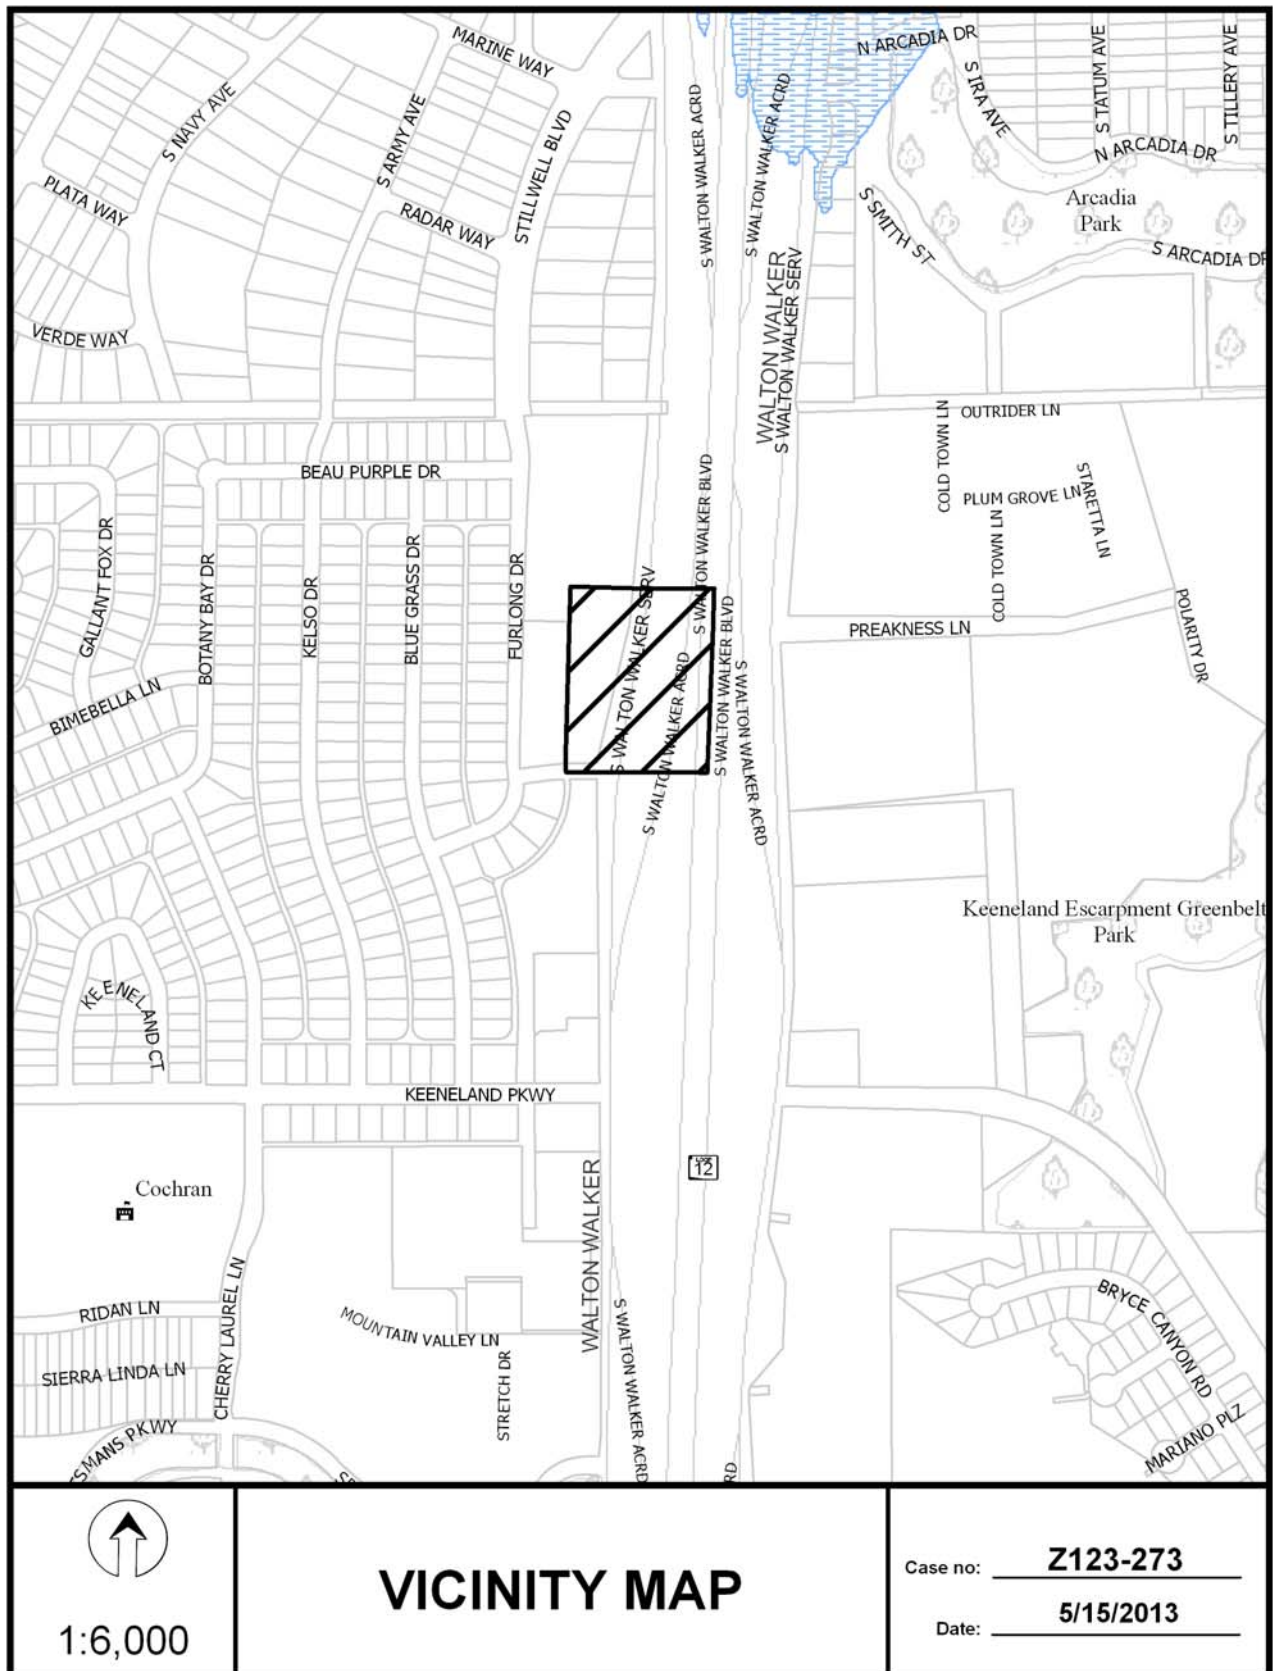 MARINE WAY
N ARCADIA DR
S NAVY AVE
S ARMY AVE
STILLWELL BLVD
S WALTON WALKER ACRD
S WALTON WALKER ACRD
S IRA AVE
S TATUM AVE
S TILLERY AVE
N ARCADIA DR
PLATA WAY
RADAR WAY
S SMITH ST
Arcadia
Park
S ARCADIA DR
VERDE WAY
WALTON WALKER
S WALTON WALKER SERV
OUTRIDER LN
COLD TOWN LN
BEAU PURPLE DR
S WALTON WALKER BLVD
PLUM GROVE LN
STARETTA LN
COLD TOWN LN
GALLANT FOX DR
BOTANY BAY DR
KELSO DR
BLUE GRASS DR
FURLONG DR
S WALTON WALKER SERV
S WALTON WALKER ACRD
S WALTON WALKER BLVD
S WALTON WALKER ACRD
PREAKNESS LN
POLARITY DR
BIMEBELLA LN
Keeneland Escarpment Greenbelt
Park
KEENELAND CT
KEENELAND PKWY
12
Cochran
WALTON WALKER
CHERRY LAUREL LN
RIDAN LN
MOUNTAIN VALLEY LN
SIERRA LINDA LN
STRETCH DR
S WALTON WALKER ACRD
BRYCE CANYON RD
MARIANO PLZ
SMANS PKWY
RD
1:6,000
VICINITY MAP
Case no: Z123-273
Date: 5/15/2013